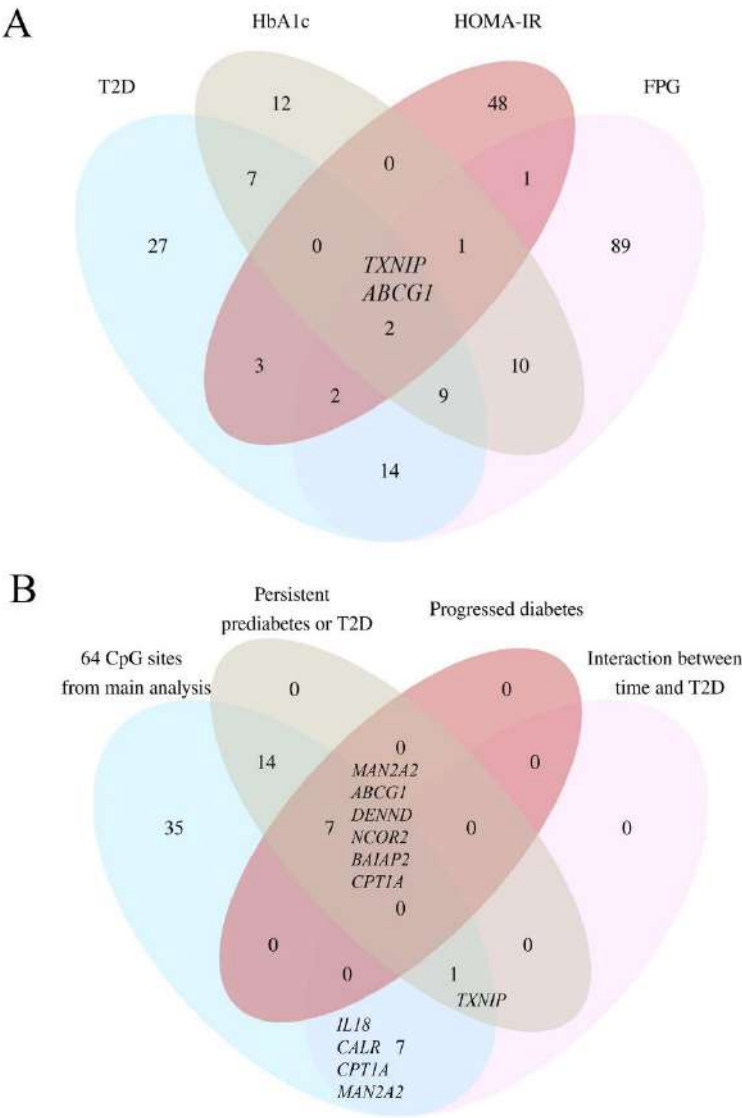 A
HbA1c
HOMA-IR
T2D
FPG
12
48
0
7
1
27
0
1
89
TXNIP
ABCG1
2
3
10
2
9
14
B
Persistent
prediabetes or T2D
Progressed diabetes
64 CpG sites
from main analysis
Interaction between
time and T2D
0
0
0
14
0
MAN2A2
ABCG1
DENND
35
7
0
0
NCOR2
BAIAP2
CPT1A
0
0
0
0
1
TXNIP
IL18
CALR 7
CPT1A
MAN2A2